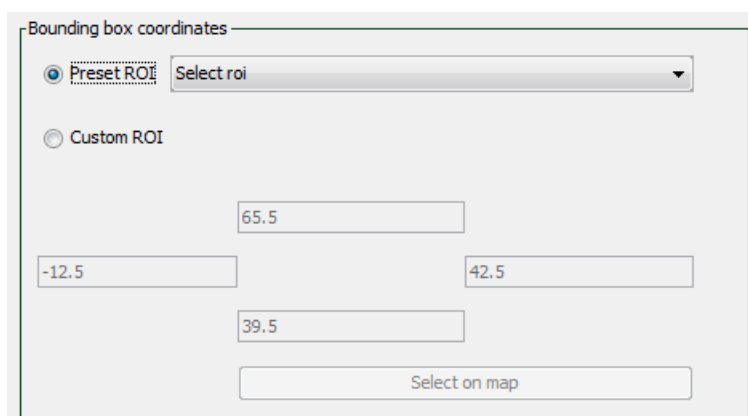 Bounding box coordinates
Preset ROI Select roi
Custom ROI
65.5
-12.5 42.5
39.5
Select on map